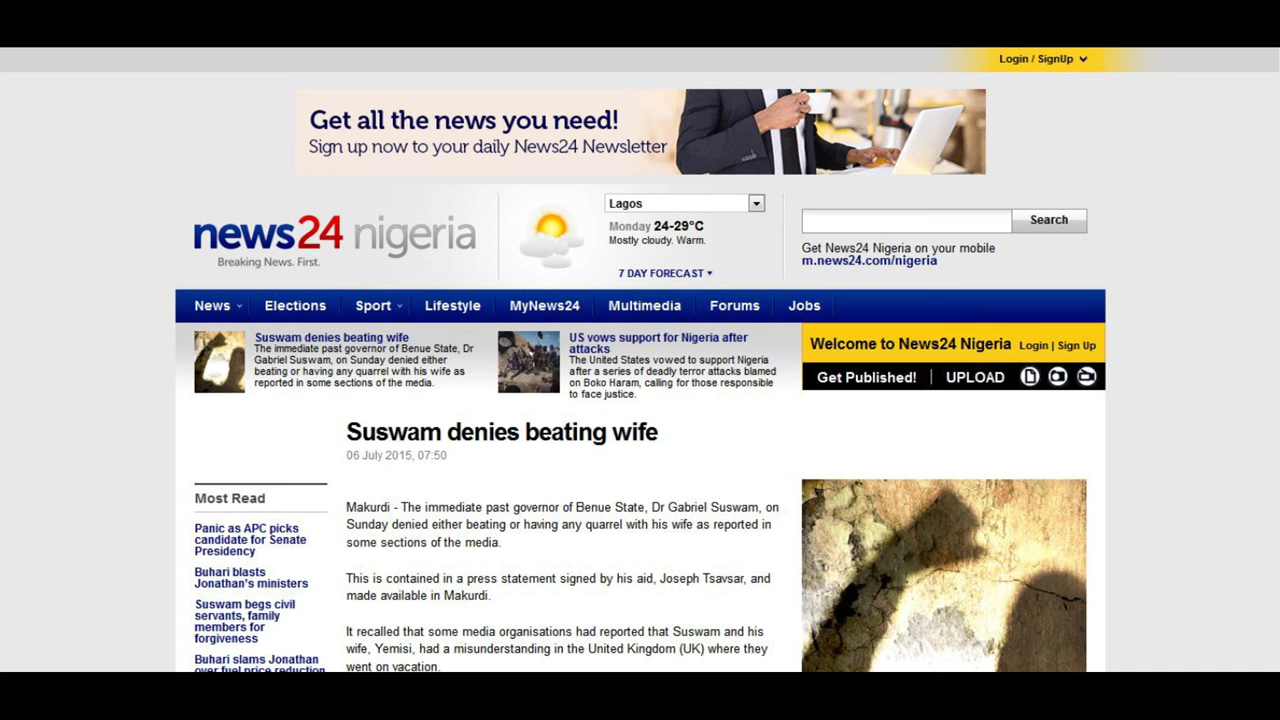 Login / SignUp
Get all the news you need!
Sign up now to your daily News24 Newsletter
news24 nigeria
Breaking News. First.
Lagos
Monday 24-29°C
Mostly cloudy. Warm.
7 DAY FORECAST
Search
Get News24 Nigeria on your mobile
m.news24.com/nigeria
News Elections Sport Lifestyle MyNews24 Multimedia Forums Jobs
Suswam denies beating wife
The immediate past governor of Benue State, Dr
Gabriel Suswam, on Sunday denied either
beating or having any quarrel with his wife as
reported in some sections of the media.
US vows support for Nigeria after
attacks
The United States vowed to support Nigeria
after a series of deadly terror attacks blamed
on Boko Haram, calling for those responsible
to face justice.
Welcome to News24 Nigeria Login | Sign Up
Get Published! | UPLOAD
Suswam denies beating wife
06 July 2015, 07:50
Most Read
Panic as APC picks
candidate for Senate
Presidency
Buhari blasts
Jonathan's ministers
Suswam begs civil
servants, family
members for
forgiveness
Buhari slams Jonathan
over fuel price reduction
Makurdi - The immediate past governor of Benue State, Dr Gabriel Suswam, on
Sunday denied either beating or having any quarrel with his wife as reported in
some sections of the media.
This is contained in a press statement signed by his aid, Joseph Tsavsar, and
made available in Makurdi.
It recalled that some media organisations had reported that Suswam and his
wife, Yemisi, had a misunderstanding in the United Kingdom (UK) where they
went on vacation.